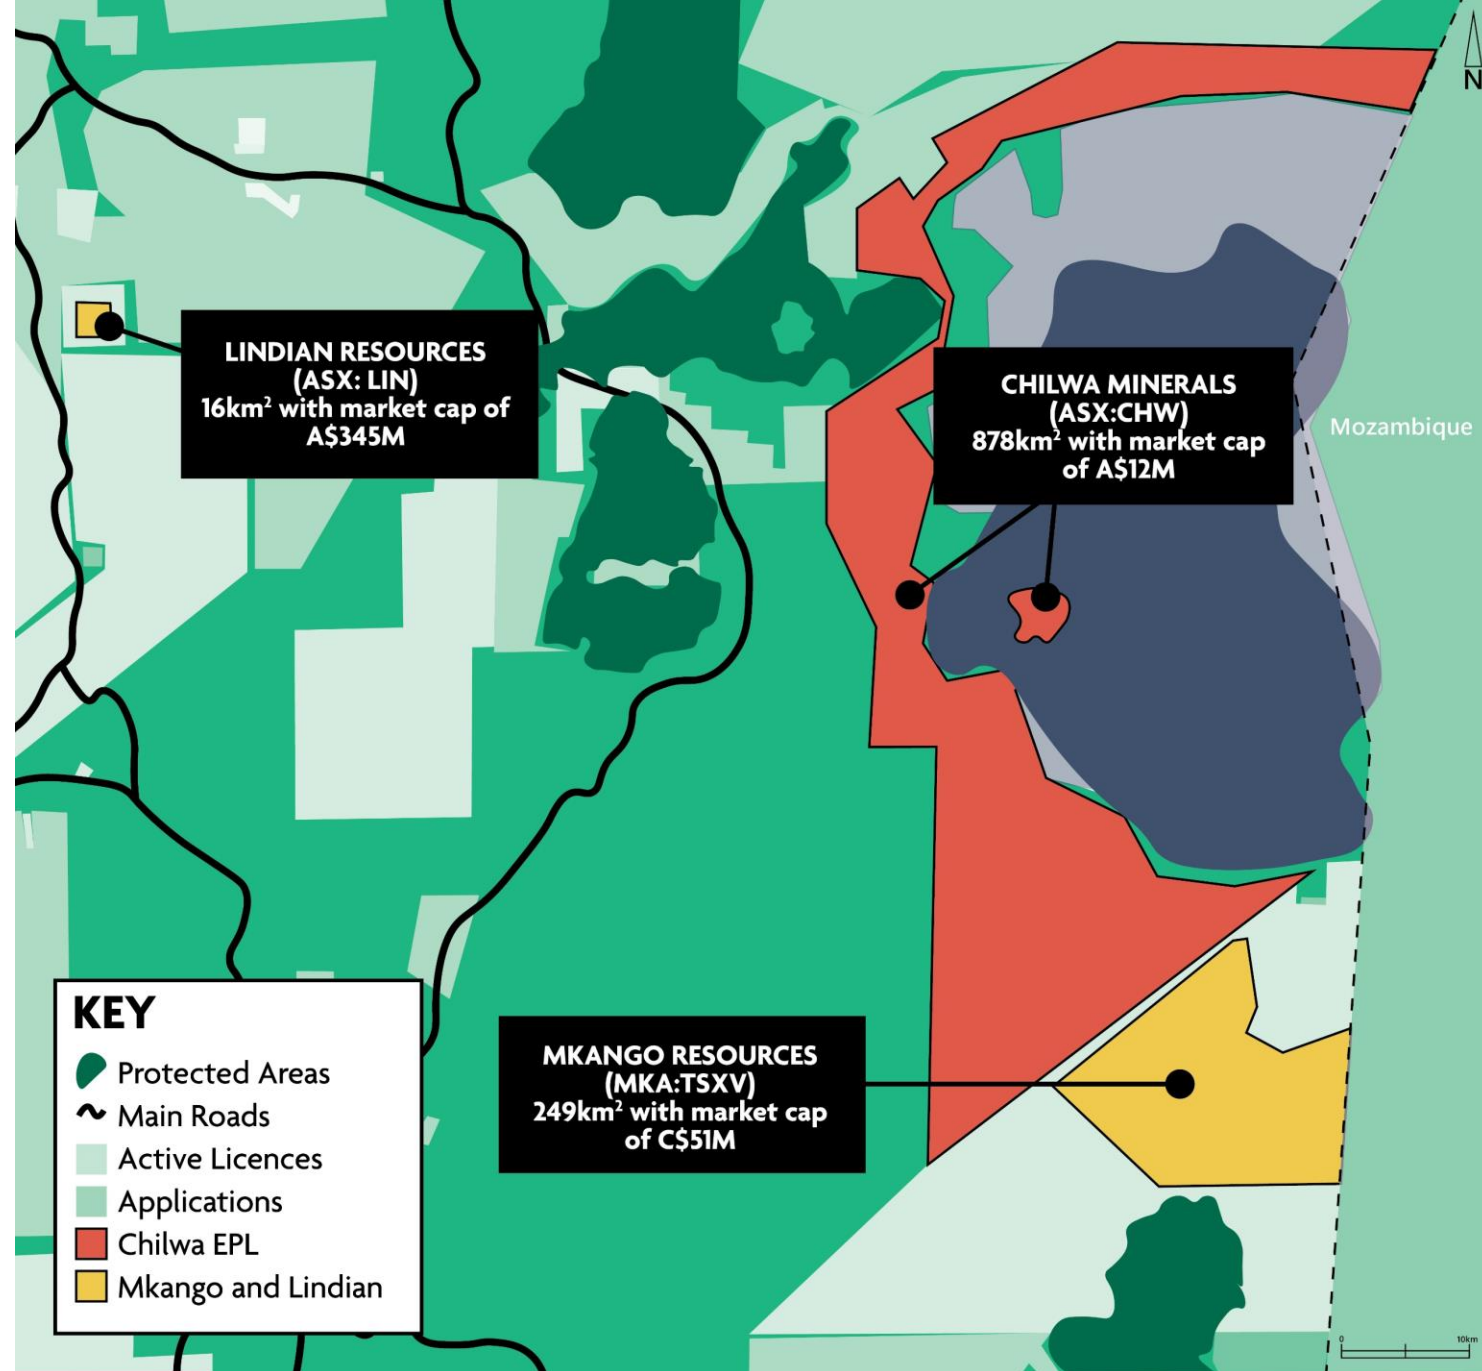 N
LINDIAN RESOURCES
(ASX: LIN)
16km² with market cap of
A$345M
CHILWA MINERALS
(ASX:CHW)
878km² with market cap
of A$12M
Mozambique
KEY
Protected Areas
Main Roads
Active Licences
Applications
Chilwa EPL
Mkango and Lindian
MKANGO RESOURCES
(MKA:TSXV)
249km² with market cap
of C$51M
0 10km